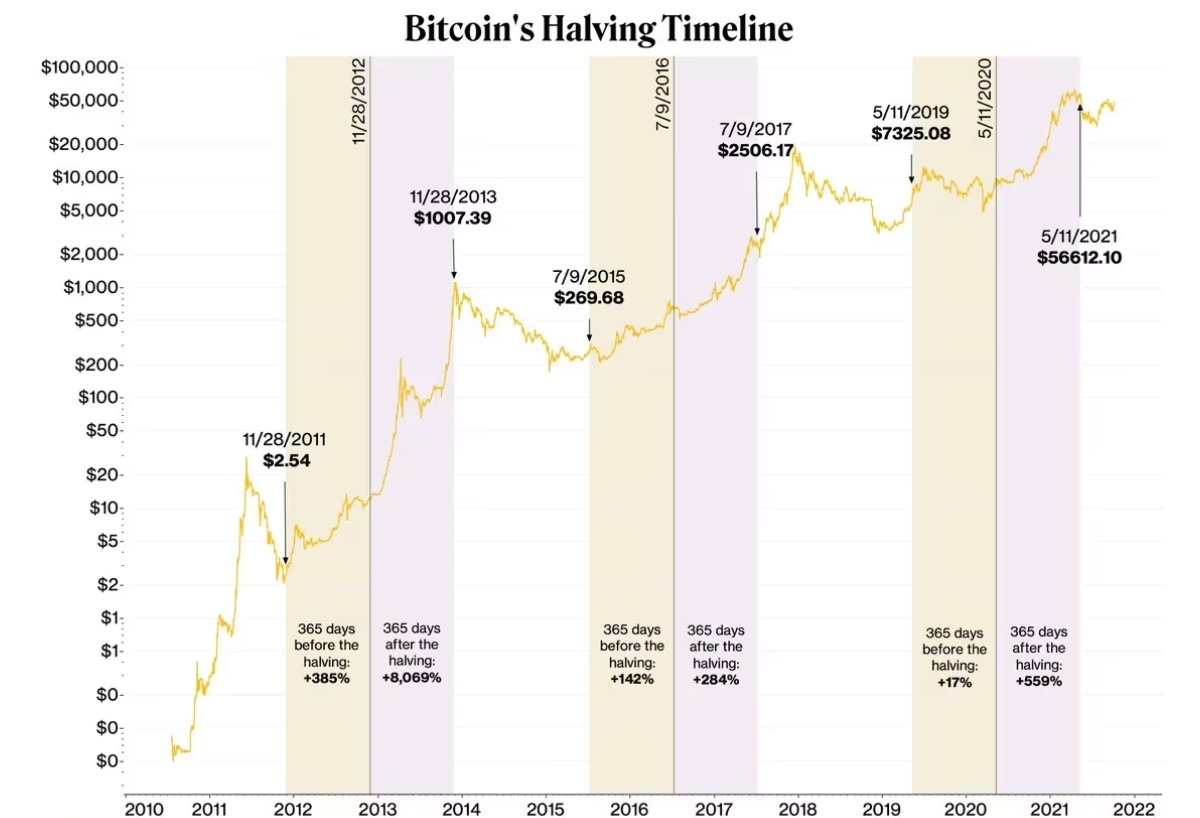 Bitcoin's Halving Timeline
$100,000
$50,000
$20,000
$10,000
$5,000
$2,000
$1,000
$500
$200
$100
$50
$20
$10
$5
$2
$1
$1
$0
$0
$0
11/28/2012
7/9/2016
5/11/2020
11/28/2011
$2.54
11/28/2013
$1007.39
7/9/2015
$269.68
7/9/2017
$2506.17
5/11/2019
$7325.08
5/11/2021
$56612.10
365 days
before the
halving:
+385%
365 days
after the
halving:
+8,069%
365 days
before the
halving:
+142%
365 days
after the
halving:
+284%
365 days
before the
halving:
+17%
365 days
after the
halving:
+559%
2010 2011 2012 2013 2014 2015 2016 2017 2018 2019 2020 2021 2022